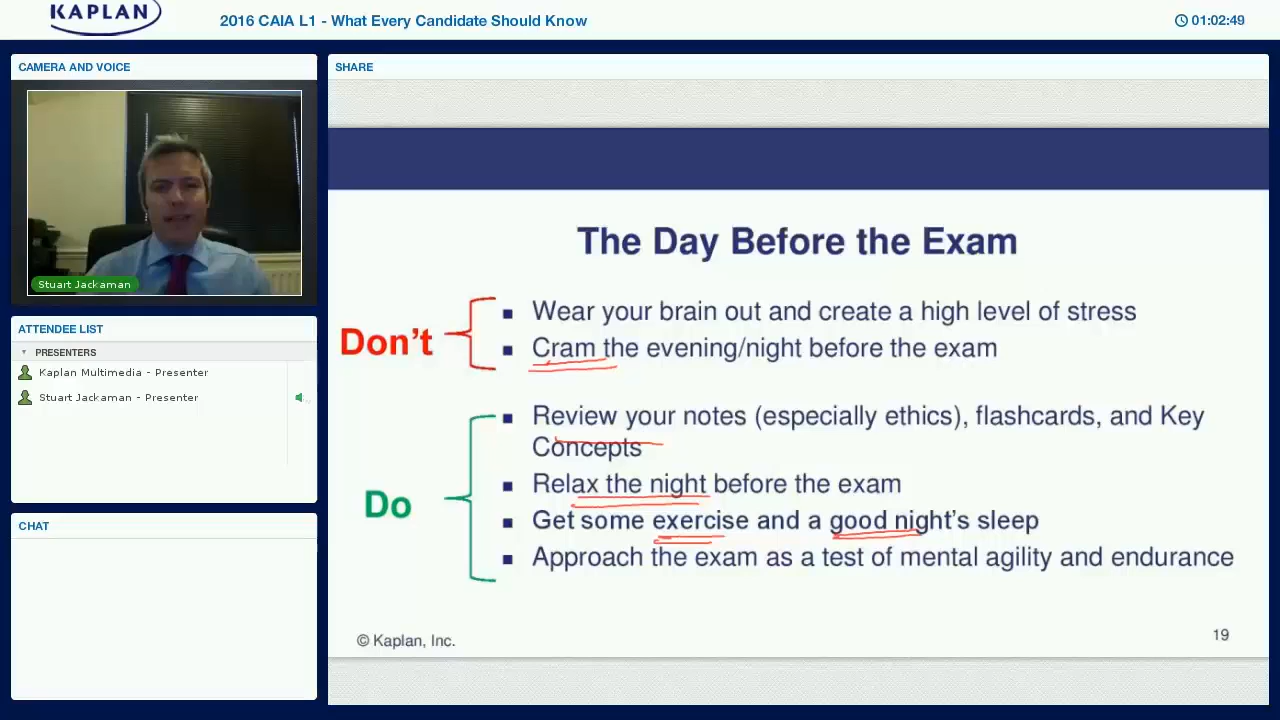 KAPLAN
2016 CAIA L1 - What Every Candidate Should Know
01:02:49
CAMERA AND VOICE
Stuart Jackaman
ATTENDEE LIST
PRESENTERS
Kaplan Multimedia - Presenter
Stuart Jackaman - Presenter
CHAT
SHARE
The Day Before the Exam
Don't
▪ Wear your brain out and create a high level of stress
▪ Cram the evening/night before the exam
Do
▪ Review your notes (especially ethics), flashcards, and Key
Concepts
▪ Relax the night before the exam
▪ Get some exercise and a good night's sleep
▪ Approach the exam as a test of mental agility and endurance
© Kaplan, Inc.
19